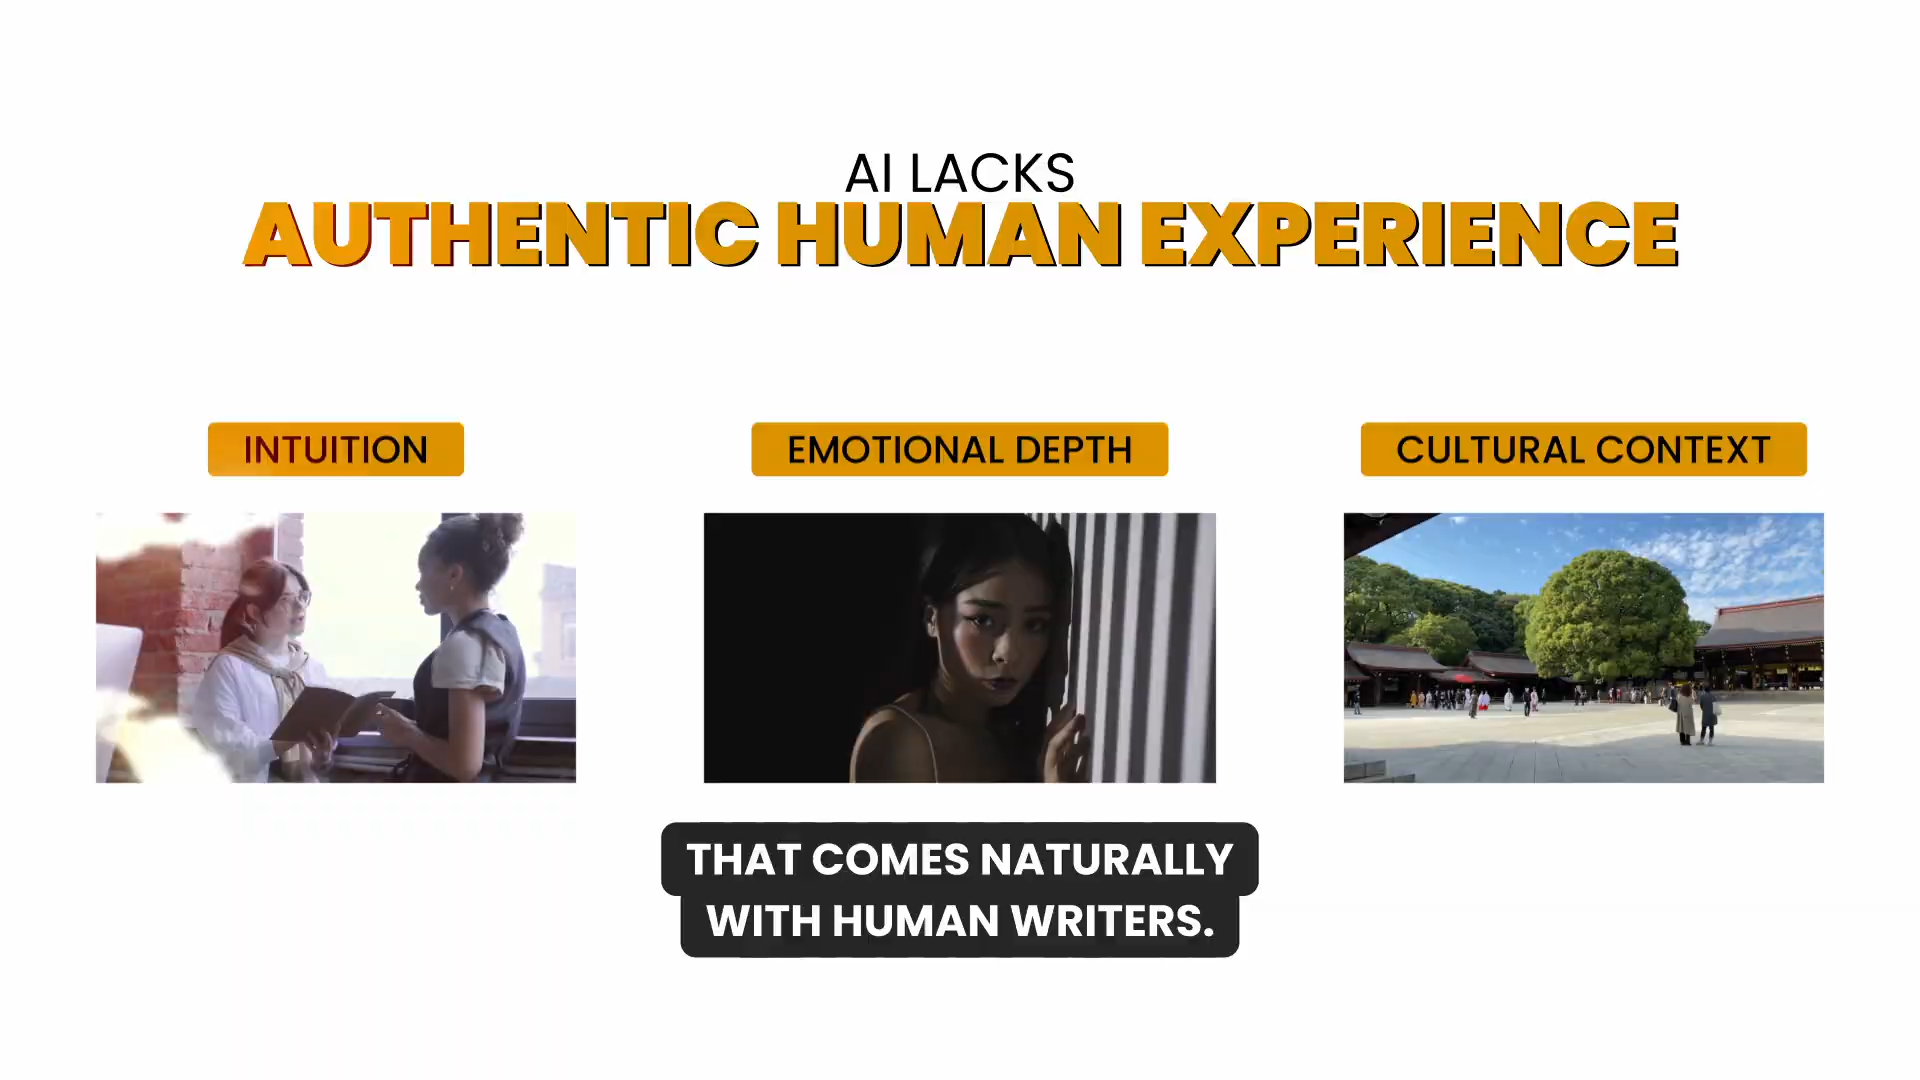 AI LACKS
AUTHENTIC HUMAN EXPERIENCE
INTUITION
EMOTIONAL DEPTH
CULTURAL CONTEXT
THAT COMES NATURALLY
WITH HUMAN WRITERS.